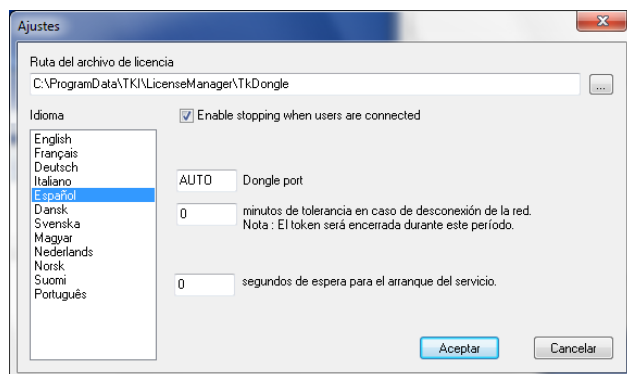 Ajustes
Ruta del archivo de licencia
C:\ProgramData\TKI\LicenseManager\TkDongle
...
Idioma
Enable stopping when users are connected
English
Français
Deutsch
Italiano
Español
Dansk
Svenska
Magyar
Nederlands
Norsk
Suomi
Português
AUTO Dongle port
0 minutos de tolerancia en caso de desconexión de la red.
Nota : El token será encerrada durante este período.
0 segundos de espera para el arranque del servicio.
Aceptar Cancelar